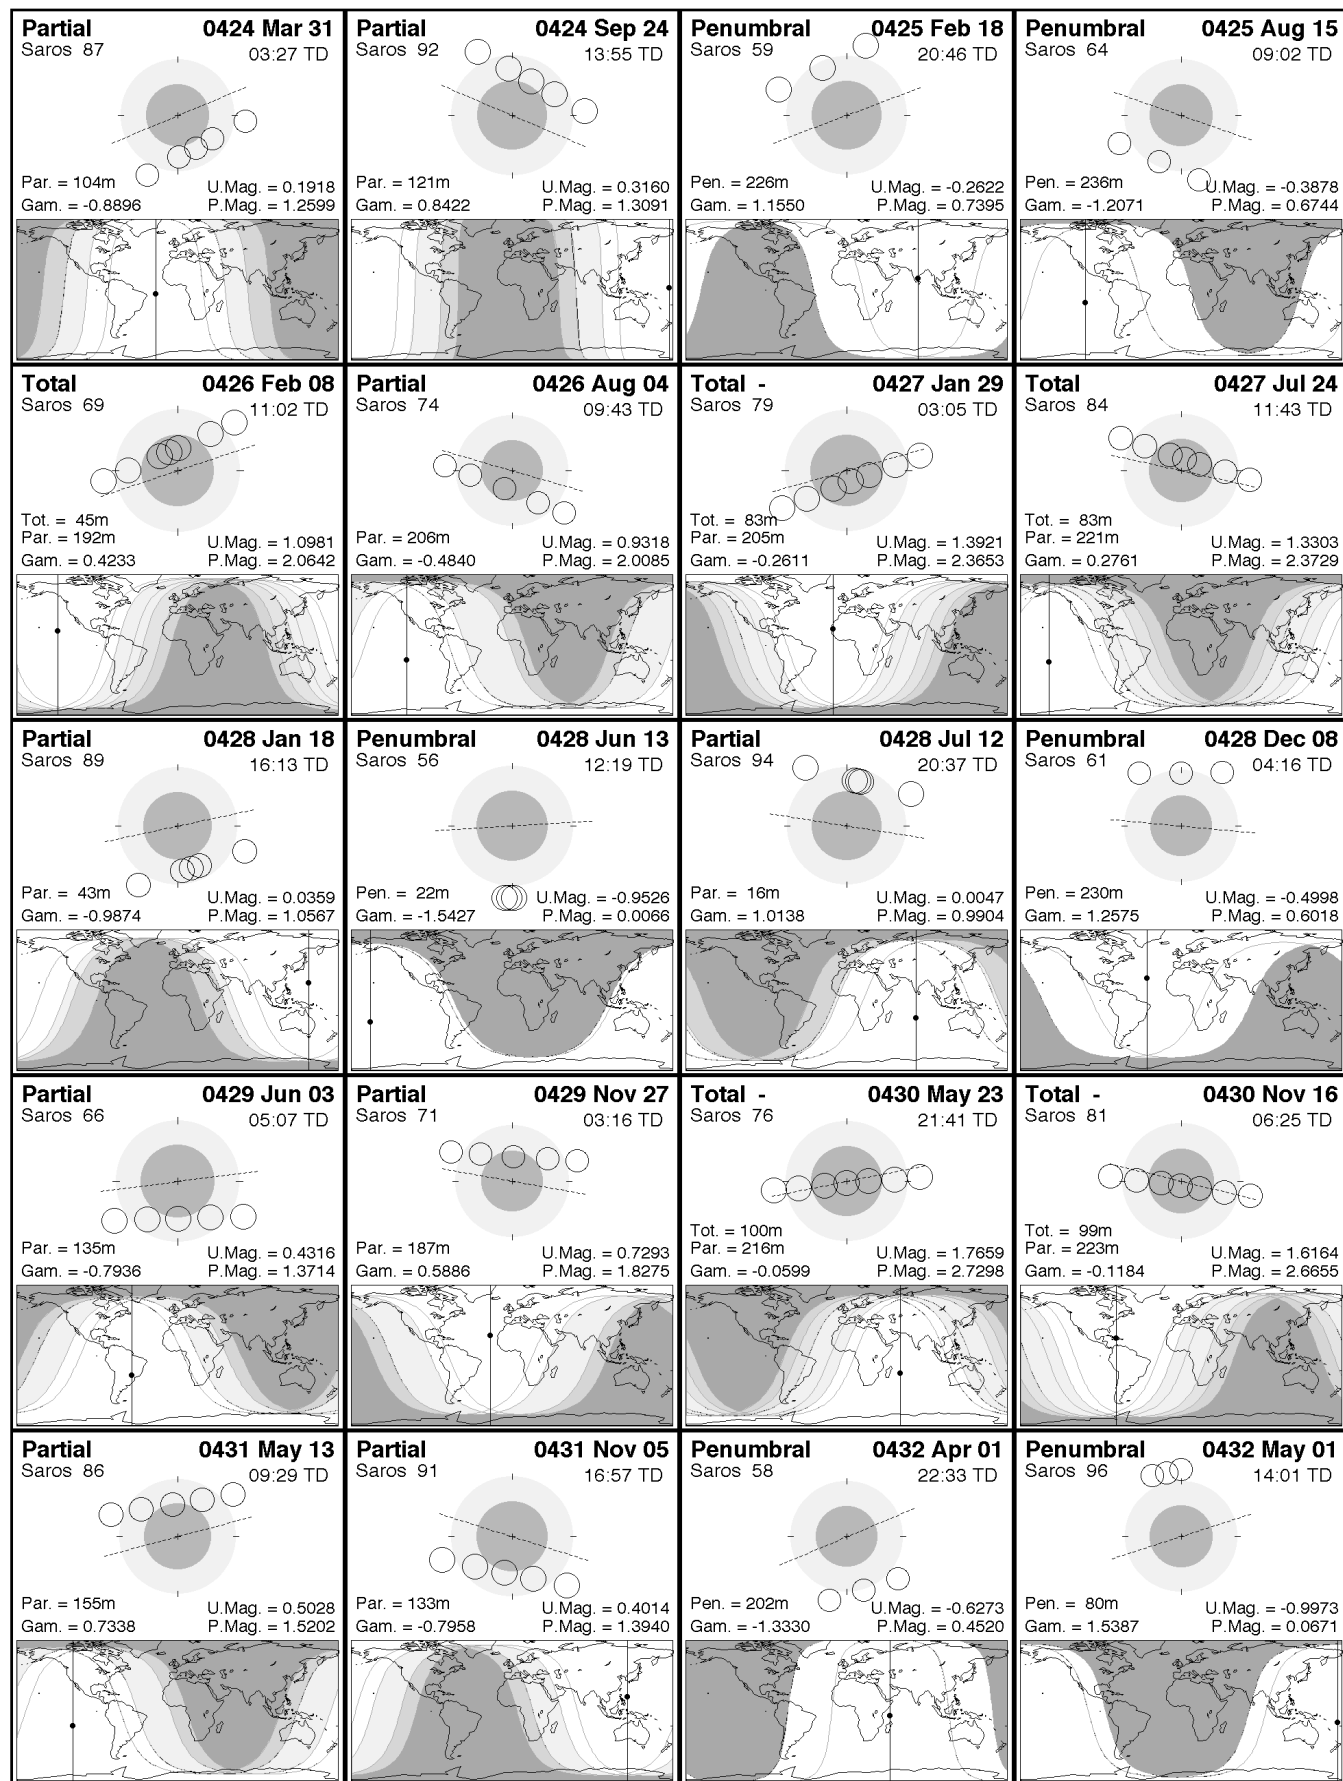 Partial 0424 Mar 31
Saros 87 03:27 TD
Par. = 104m U.Mag. = 0.1918
Gam. = -0.8896 P.Mag. = 1.2599
Partial 0424 Sep 24
Saros 92 13:55 TD
Par. = 121m U.Mag. = 0.3160
Gam. = 0.8422 P.Mag. = 1.3091
Penumbral 0425 Feb 18
Saros 59 20:46 TD
Pen. = 226m U.Mag. = -0.2622
Gam. = 1.1550 P.Mag. = 0.7395
Penumbral 0425 Aug 15
Saros 64 09:02 TD
Pen. = 236m U.Mag. = -0.3878
Gam. = -1.2071 P.Mag. = 0.6744
Total 0426 Feb 08
Saros 69 11:02 TD
Tot. = 45m
Par. = 192m U.Mag. = 1.0981
Gam. = 0.4233 P.Mag. = 2.0642
Partial 0426 Aug 04
Saros 74 09:43 TD
Par. = 206m U.Mag. = 0.9318
Gam. = -0.4840 P.Mag. = 2.0085
Total - 0427 Jan 29
Saros 79 03:05 TD
Tot. = 83m
Par. = 205m U.Mag. = 1.3921
Gam. = -0.2611 P.Mag. = 2.3653
Total 0427 Jul 24
Saros 84 11:43 TD
Tot. = 83m
Par. = 221m U.Mag. = 1.3303
Gam. = 0.2761 P.Mag. = 2.3729
Partial 0428 Jan 18
Saros 89 16:13 TD
Par. = 43m U.Mag. = 0.0359
Gam. = -0.9874 P.Mag. = 1.0567
Penumbral 0428 Jun 13
Saros 56 12:19 TD
Pen. = 22m U.Mag. = -0.9526
Gam. = -1.5427 P.Mag. = 0.0066
Partial 0428 Jul 12
Saros 94 20:37 TD
Par. = 16m U.Mag. = 0.0047
Gam. = 1.0138 P.Mag. = 0.9904
Penumbral 0428 Dec 08
Saros 61 04:16 TD
Pen. = 230m U.Mag. = -0.4998
Gam. = 1.2575 P.Mag. = 0.6018
Partial 0429 Jun 03
Saros 66 05:07 TD
Par. = 135m U.Mag. = 0.4316
Gam. = -0.7936 P.Mag. = 1.3714
Partial 0429 Nov 27
Saros 71 03:16 TD
Par. = 187m U.Mag. = 0.7293
Gam. = 0.5886 P.Mag. = 1.8275
Total - 0430 May 23
Saros 76 21:41 TD
Tot. = 100m
Par. = 216m U.Mag. = 1.7659
Gam. = -0.0599 P.Mag. = 2.7298
Total - 0430 Nov 16
Saros 81 06:25 TD
Tot. = 99m
Par. = 223m U.Mag. = 1.6164
Gam. = -0.1184 P.Mag. = 2.6655
Partial 0431 May 13
Saros 86 09:29 TD
Par. = 155m U.Mag. = 0.5028
Gam. = 0.7338 P.Mag. = 1.5202
Partial 0431 Nov 05
Saros 91 16:57 TD
Par. = 133m U.Mag. = 0.4014
Gam. = -0.7958 P.Mag. = 1.3940
Penumbral 0432 Apr 01
Saros 58 22:33 TD
Pen. = 202m U.Mag. = -0.6273
Gam. = -1.3330 P.Mag. = 0.4520
Penumbral 0432 May 01
Saros 96 14:01 TD
Pen. = 80m U.Mag. = -0.9973
Gam. = 1.5387 P.Mag. = 0.0671